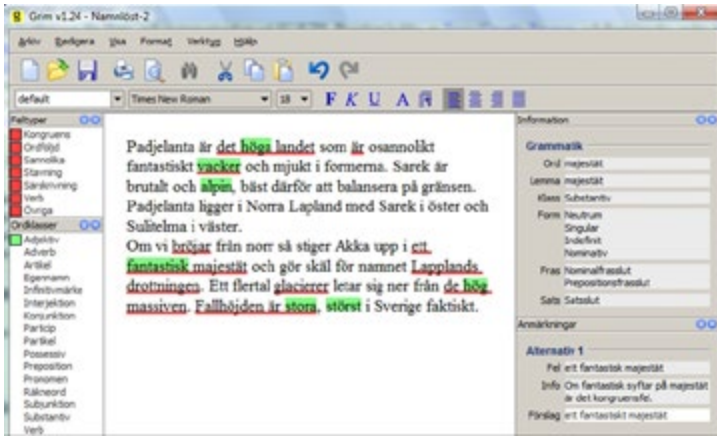 Grim v1.24 - Namnlöst-2
Arkiv Redigera Visa Format Verktyg Hjälp
default Times New Roman 18 F K U A
Feltyper
Kongruens
Ordföljd
Sannolika
Stavning
Särskrivning
Verb
Övriga
Ordklasser
Adjektiv
Adverb
Artikel
Egennamn
Infinitivmärke
Interjektion
Konjunktion
Particip
Partikel
Possessiv
Preposition
Pronomen
Räkneord
Subjunktion
Substantiv
Verb
Padjelanta är det höga landet som är osannolikt
fantastiskt vacker och mjukt i formerna. Sarek är
brutalt och alpin, bäst därför att balansera på gränsen.
Padjelanta ligger i Norra Lapland med Sarek i öster och
Sulitelma i väster.
Om vi bröjar från norr så stiger Akka upp i ett
fantastisk majestät och gör skäl för namnet Lapplands
drottningen. Ett flertal glacierer letar sig ner från de hög
massiven. Fallhöjden är stora, störst i Sverige faktiskt.
Information
Grammatik
Ord majestät
Lemma majestät
Klass Substantiv
Form Neutrum
Singular
Indefinit
Nominativ
Fras Nominalfrasslut
Prepositionsfrasslut
Sats Satsslut
Anmärkningar
Alternativ 1
Fel ett fantastisk majestät
Info Om fantastisk syftar på majestät
är det kongruensfel.
Förslag ett fantastiskt majestät